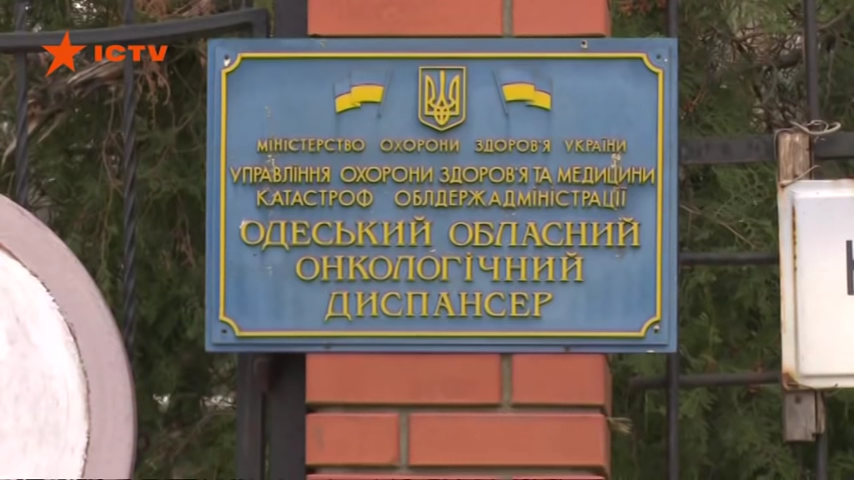 ICTV
МІНІСТЕРСТВО ОХОРОНИ ЗДОРОВ'Я УКРАЇНИ
УПРАВЛІННЯ ОХОРОНИ ЗДОРОВ'Я ТА МЕДИЦИНИ
КАТАСТРОФ ОБЛДЕРЖАДМІНІСТРАЦІЇ
ОДЕСЬКИЙ ОБЛАСНИЙ
ОНКОЛОГІЧНИЙ
ДИСПАНСЕР